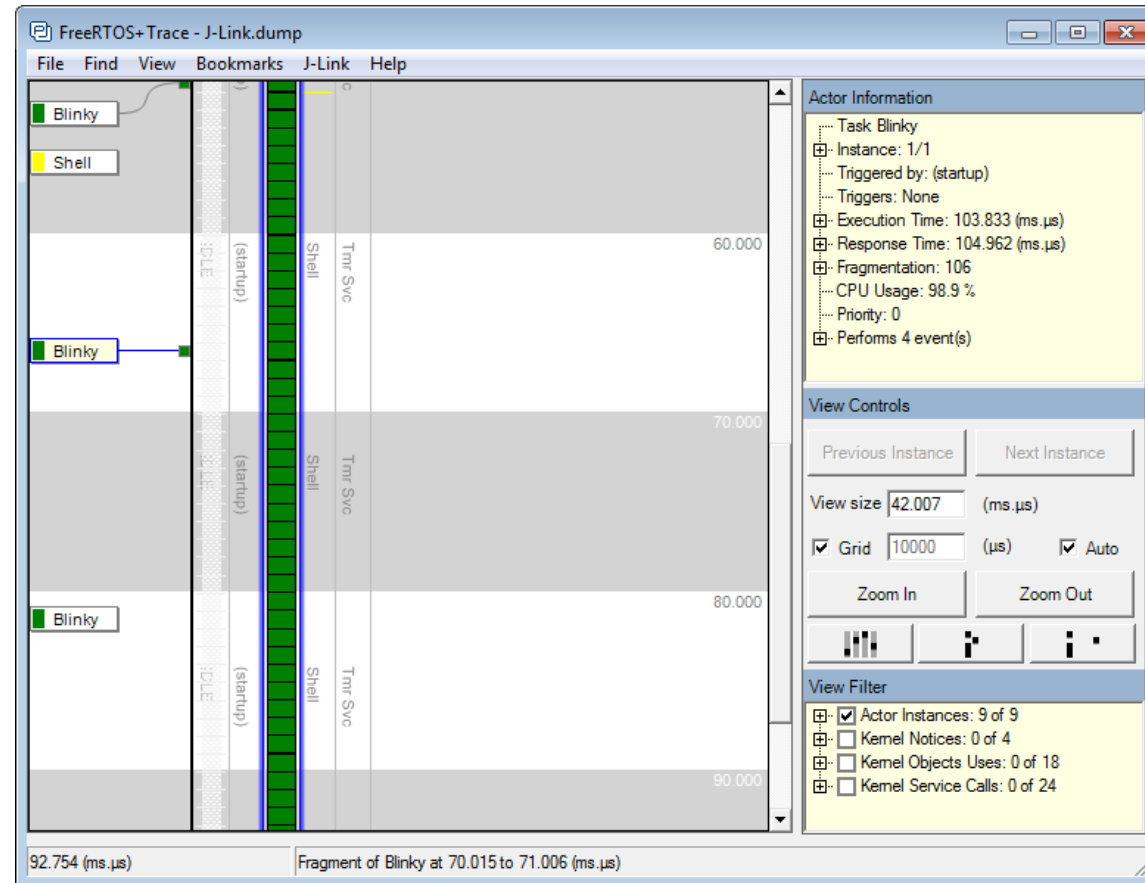 FreeRTOS+Trace - J-Link.dump
File Find View Bookmarks J-Link Help
Blinky
Shell
60.000
IDLE
(startup)
Shell
Tmr Svc
Blinky
70.000
IDLE
(startup)
Shell
Tmr Svc
80.000
Blinky
IDLE
(startup)
Shell
Tmr Svc
90.000
Actor Information
Task Blinky
Instance: 1/1
Triggered by: (startup)
Triggers: None
Execution Time: 103.833 (ms.µs)
Response Time: 104.962 (ms.µs)
Fragmentation: 106
CPU Usage: 98.9 %
Priority: 0
Performs 4 event(s)
View Controls
Previous Instance Next Instance
View size 42.007 (ms.µs)
Grid 10000 (µs) Auto
Zoom In Zoom Out
View Filter
Actor Instances: 9 of 9
Kernel Notices: 0 of 4
Kernel Objects Uses: 0 of 18
Kernel Service Calls: 0 of 24
92.754 (ms.µs) Fragment of Blinky at 70.015 to 71.006 (ms.µs)